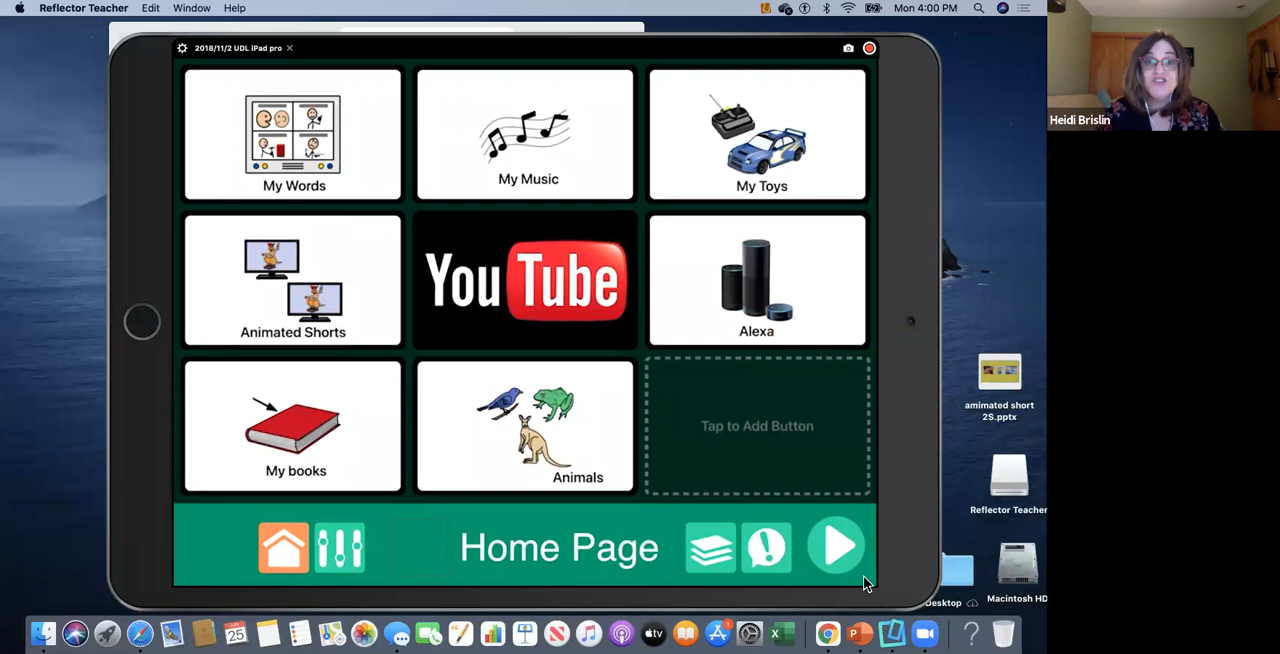 Reflector Teacher Edit Window Help
Mon 4:00 PM
2018/11/2 UDL iPad pro
Heidi Brislin
My Words
My Music
My Toys
Animated Shorts
YouTube
Alexa
My books
Animals
Tap to Add Button
Home Page
amimated short
2S.pptx
Reflector Teacher
Macintosh HD
Desktop
25
tv